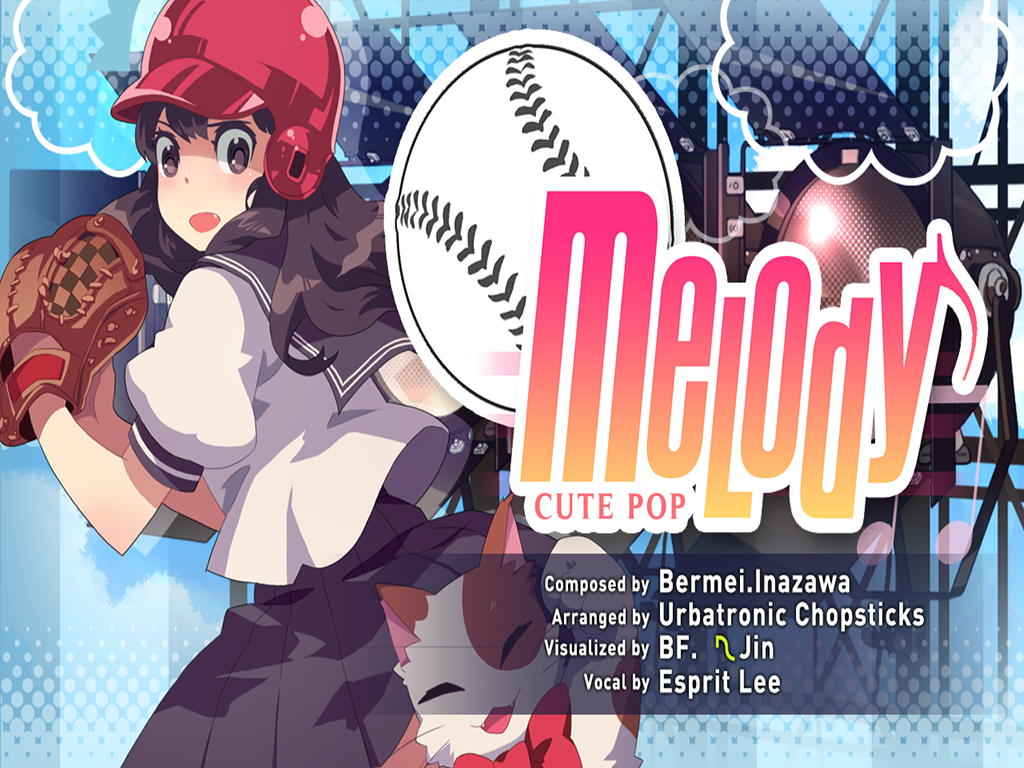 MeLody
CUTE POP
Composed by Bermei.Inazawa
Arranged by Urbatronic Chopsticks
Visualized by BF. Jin
Vocal by Esprit Lee